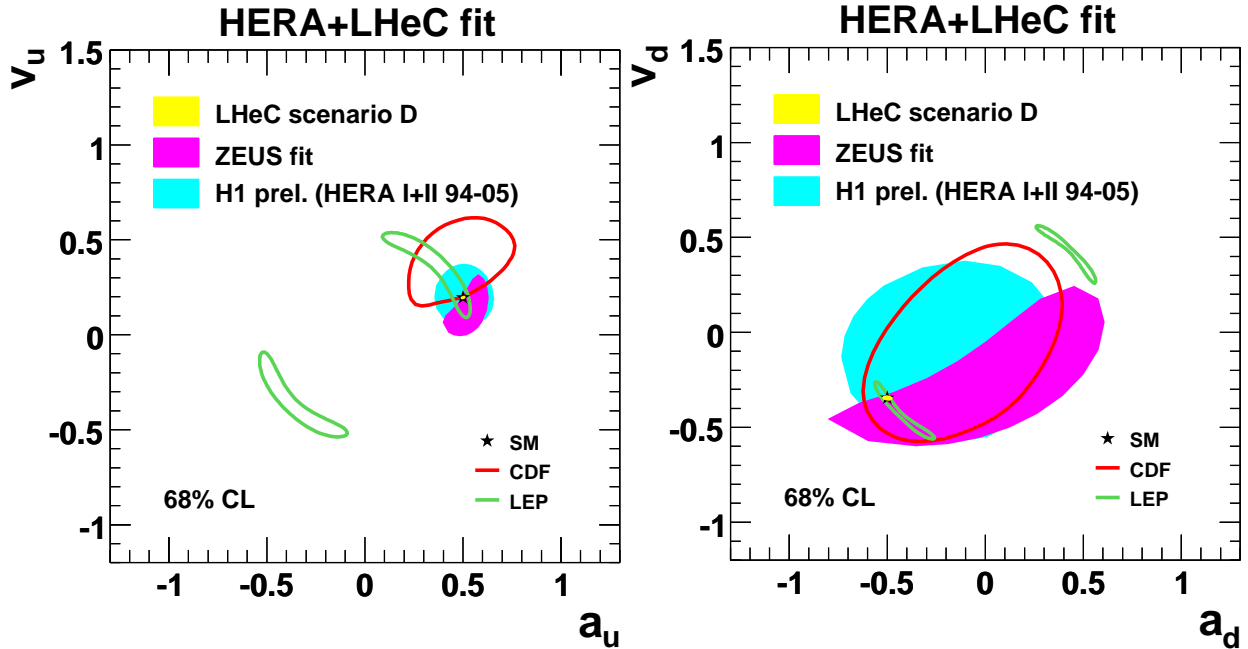 HERA+LHeC fit
v_u
1.5
1
0.5
0
-0.5
-1
LHeC scenario D
ZEUS fit
H1 prel. (HERA I+II 94-05)
SM
CDF
LEP
68% CL
-1 -0.5 0 0.5 1
a_u
HERA+LHeC fit
v_d
1.5
1
0.5
0
-0.5
-1
LHeC scenario D
ZEUS fit
H1 prel. (HERA I+II 94-05)
SM
CDF
LEP
68% CL
-1 -0.5 0 0.5 1
a_d